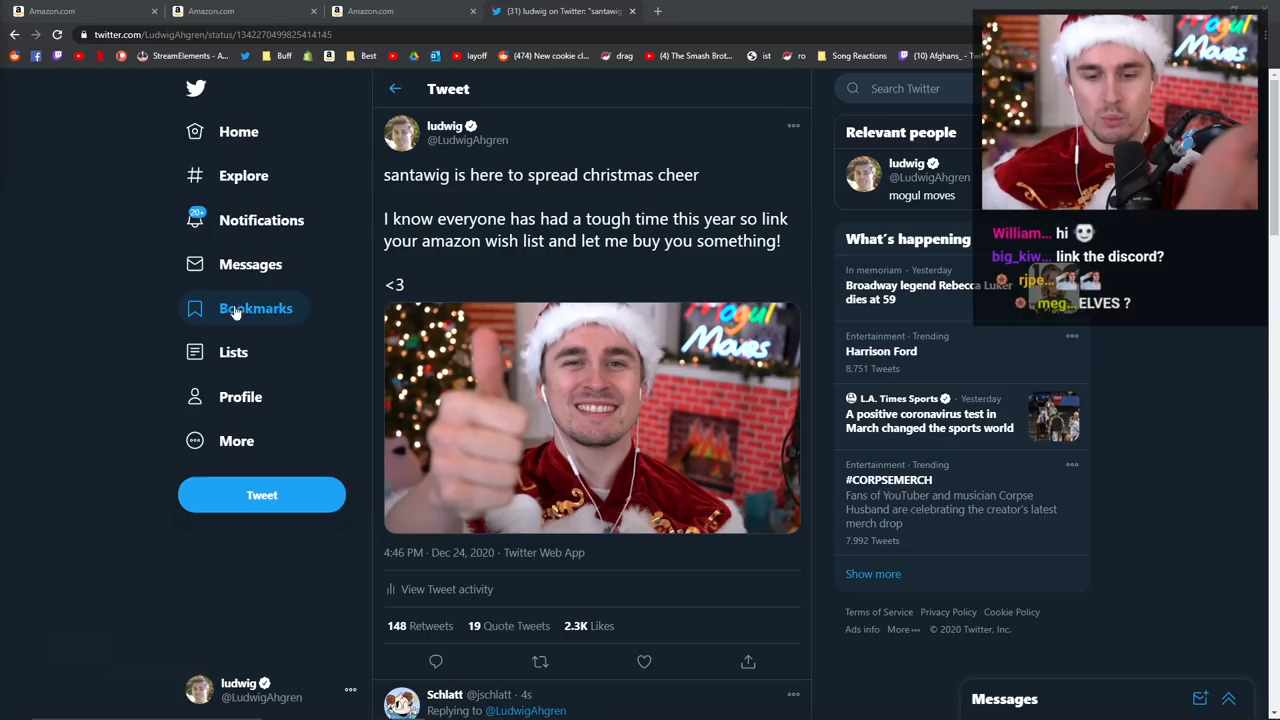 Amazon.com
Amazon.com
Amazon.com
(31) ludwig on Twitter: "santawig
twitter.com/LudwigAhgren/status/1342270499825414145
StreamElements -
Buff
Best
layoff
(474) New cookie cl...
drag
(4) The Smash Brot...
ist
ro
Song Reactions
(10) Afghans_ - Twi
Home
Explore
20+
Notifications
Messages
Bookmarks
Lists
Profile
More
Tweet
ludwig
@LudwigAhgren
Tweet
ludwig
@LudwigAhgren
santawig is here to spread christmas cheer
I know everyone has had a tough time this year so link
your amazon wish list and let me buy you something!
<3
Mogul
Moves
4:46 PM · Dec 24, 2020 · Twitter Web App
View Tweet activity
148 Retweets 19 Quote Tweets 2.3K Likes
Schlatt @jschlatt · 4s
Replying to @LudwigAhgren
Search Twitter
Relevant people
ludwig
@LudwigAhgren
mogul moves
What's happening
In memoriam · Yesterday
Broadway legend Rebecca Luker
dies at 59
Entertainment · Trending
Harrison Ford
8,751 Tweets
L.A. Times Sports · Yesterday
A positive coronavirus test in
March changed the sports world
Entertainment · Trending
#CORPSEMERCH
Fans of YouTuber and musician Corpse
Husband are celebrating the creator's latest
merch drop
7,992 Tweets
Show more
Terms of Service Privacy Policy Cookie Policy
Ads info More © 2020 Twitter, Inc.
Messages
Mogul
Moves
William... hi
big_kiw... link the discord?
rjpe...
meg... ELVES ?